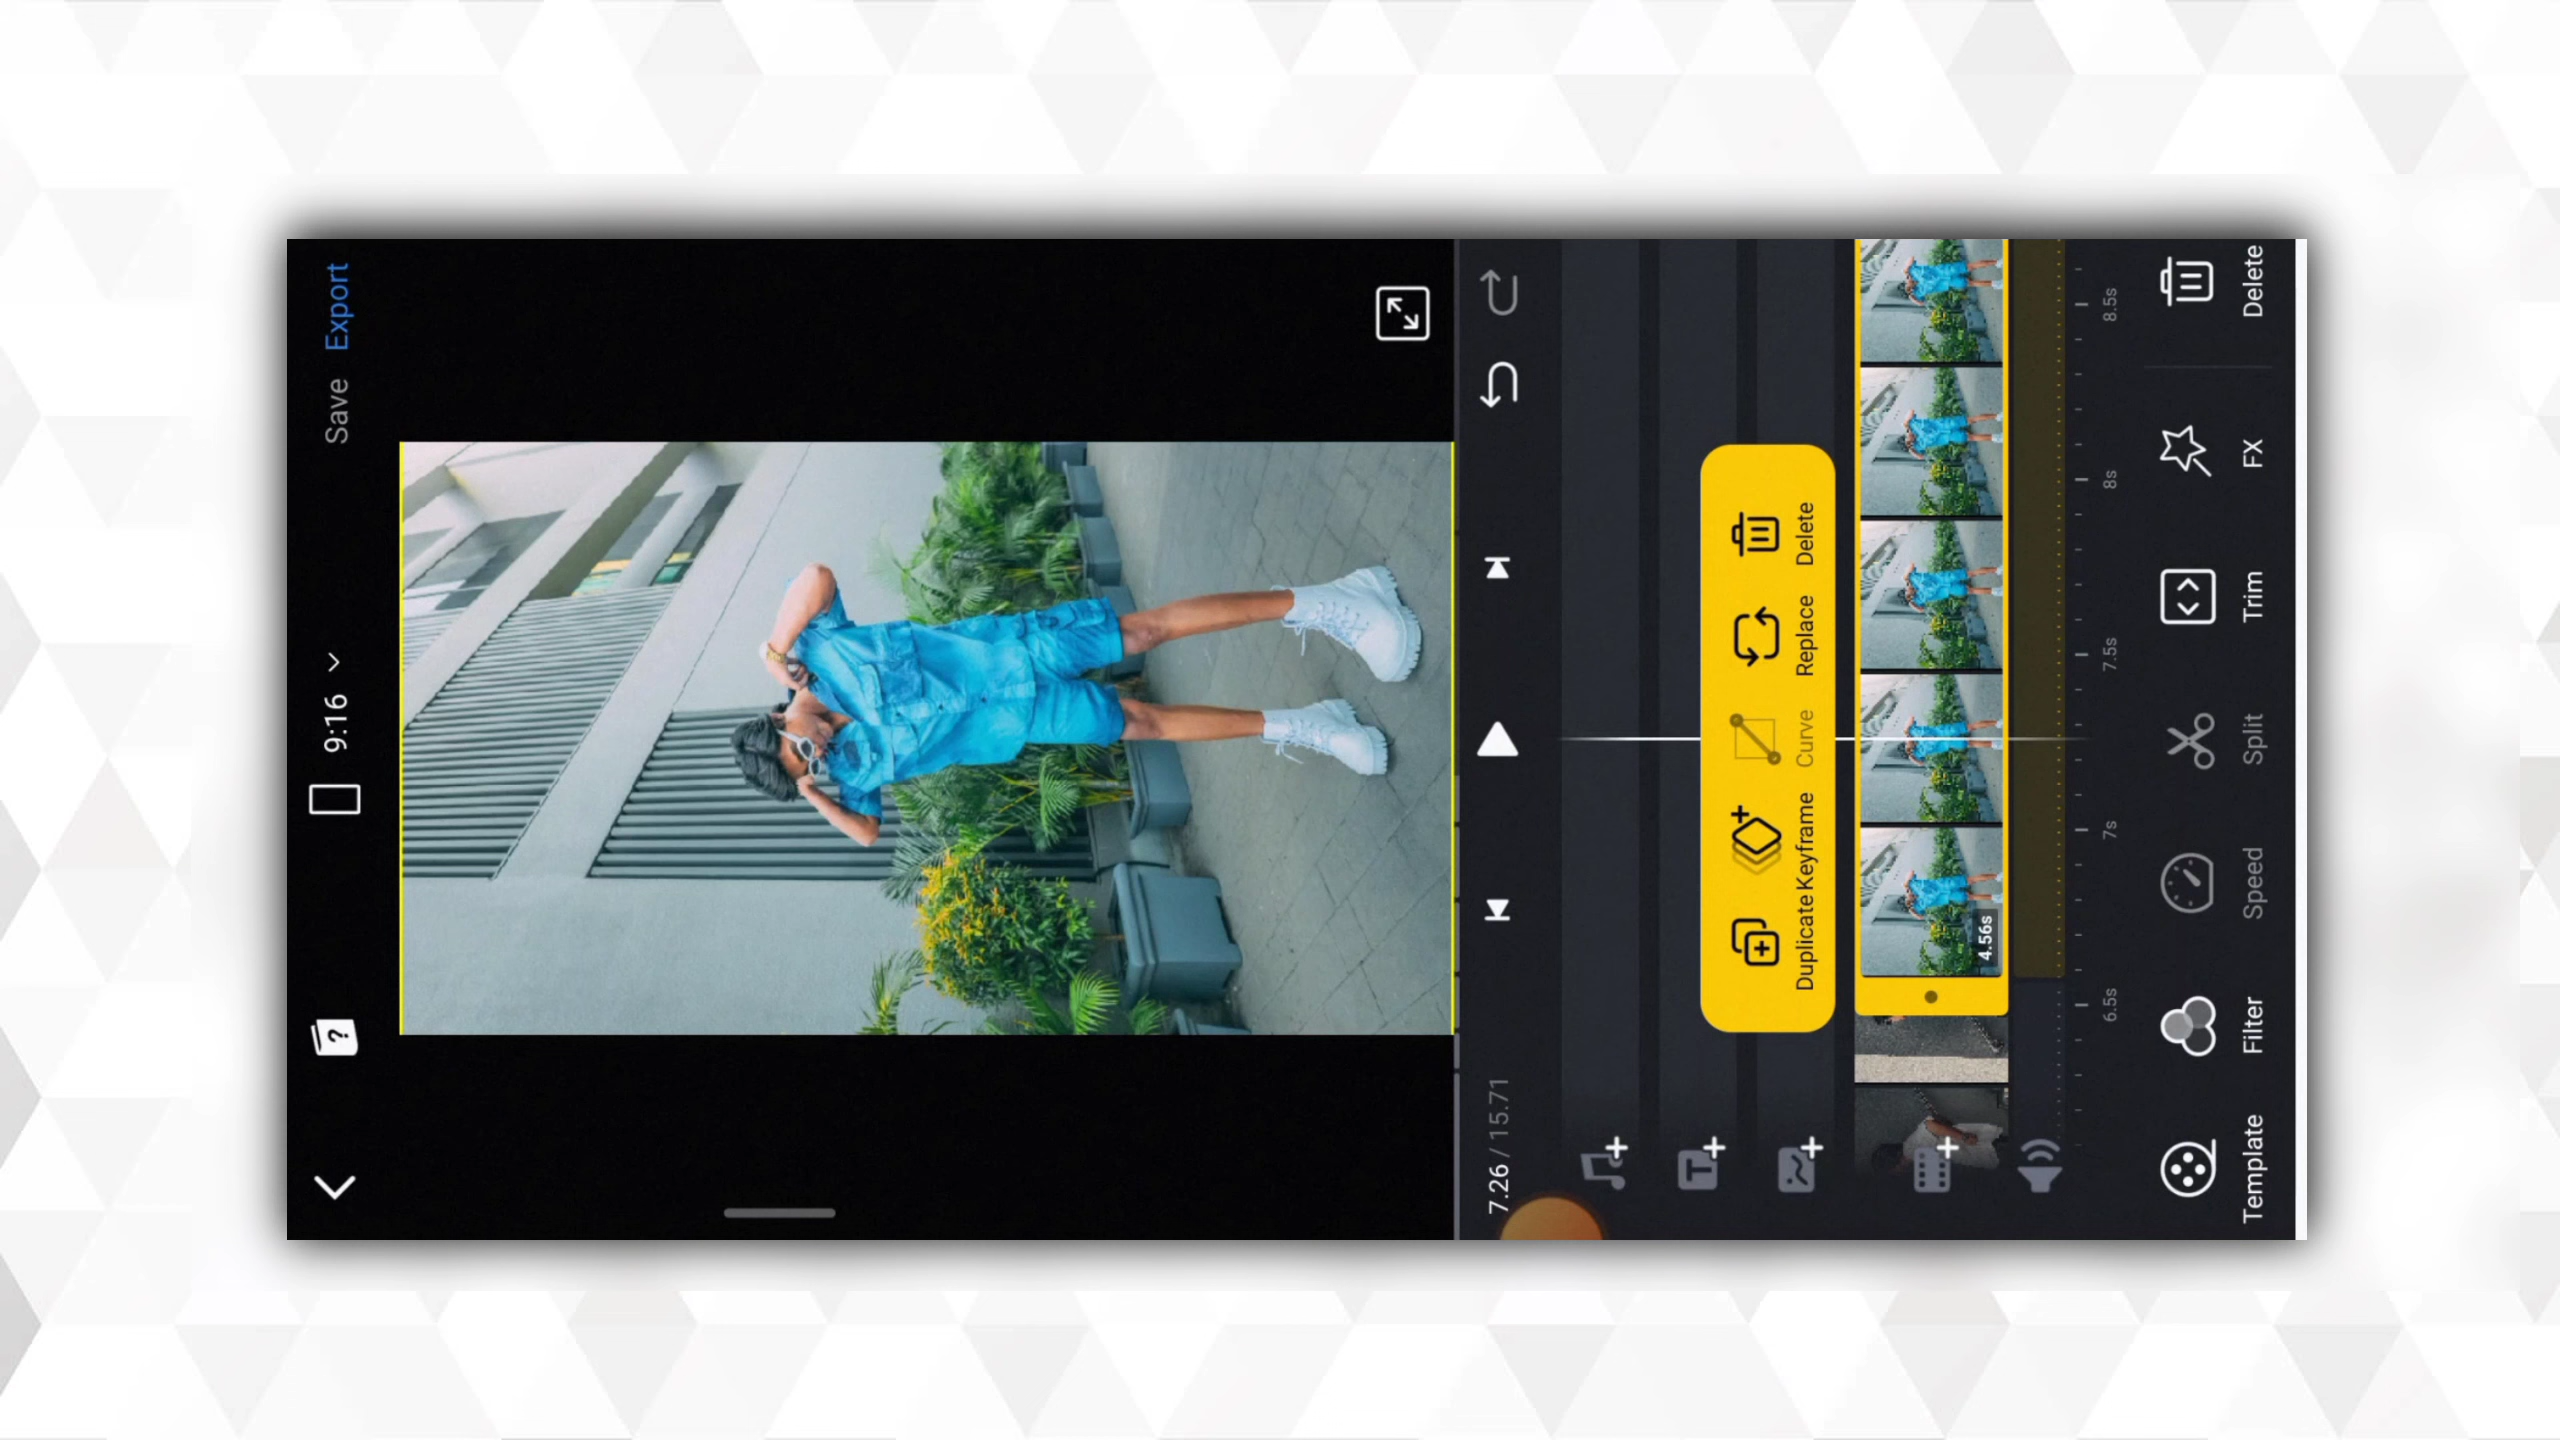 9:16
Save
Export
7.26 / 15.71
Duplicate Keyframe Curve Replace Delete
4.56s
6.5s 7s 7.5s 8s 8.5s
Template Filter Speed Split Trim FX Delete